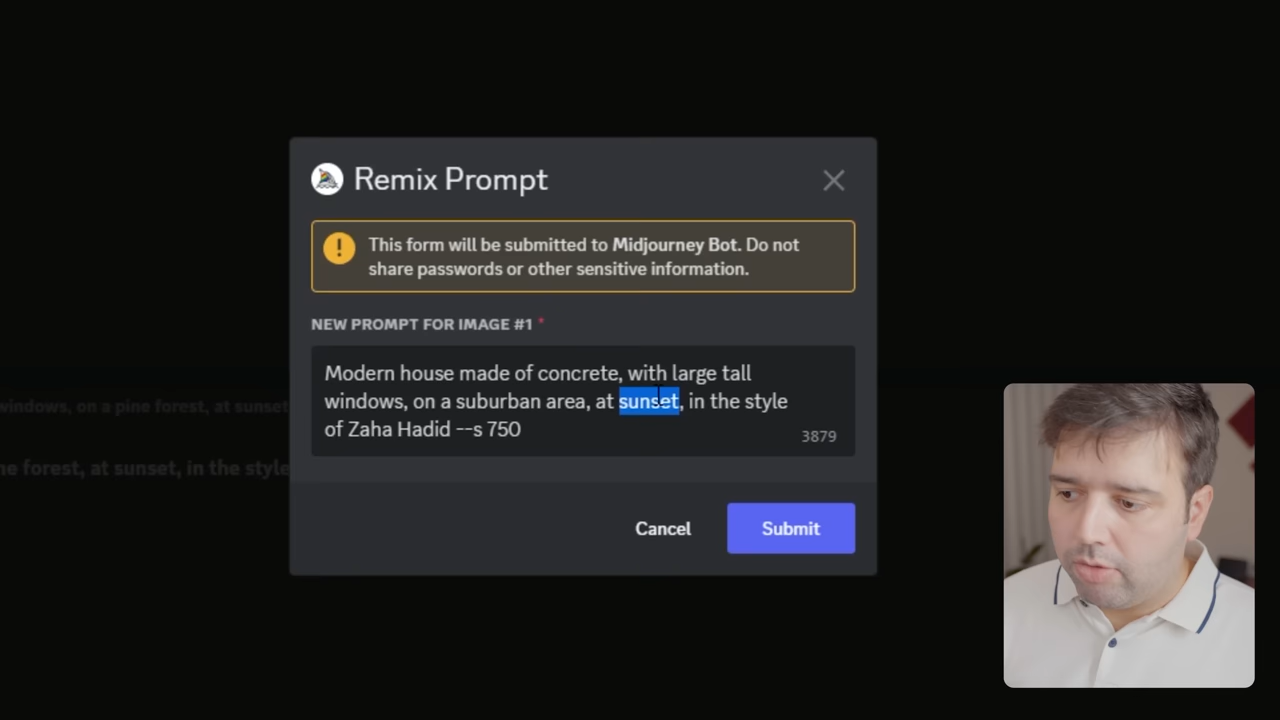 Remix Prompt
This form will be submitted to Midjourney Bot. Do not
share passwords or other sensitive information.
NEW PROMPT FOR IMAGE #1 *
Modern house made of concrete, with large tall
windows, on a suburban area, at sunset, in the style
of Zaha Hadid --s 750
3879
windows, on a pine forest, at sunset
ne forest, at sunset, in the style
Cancel
Submit